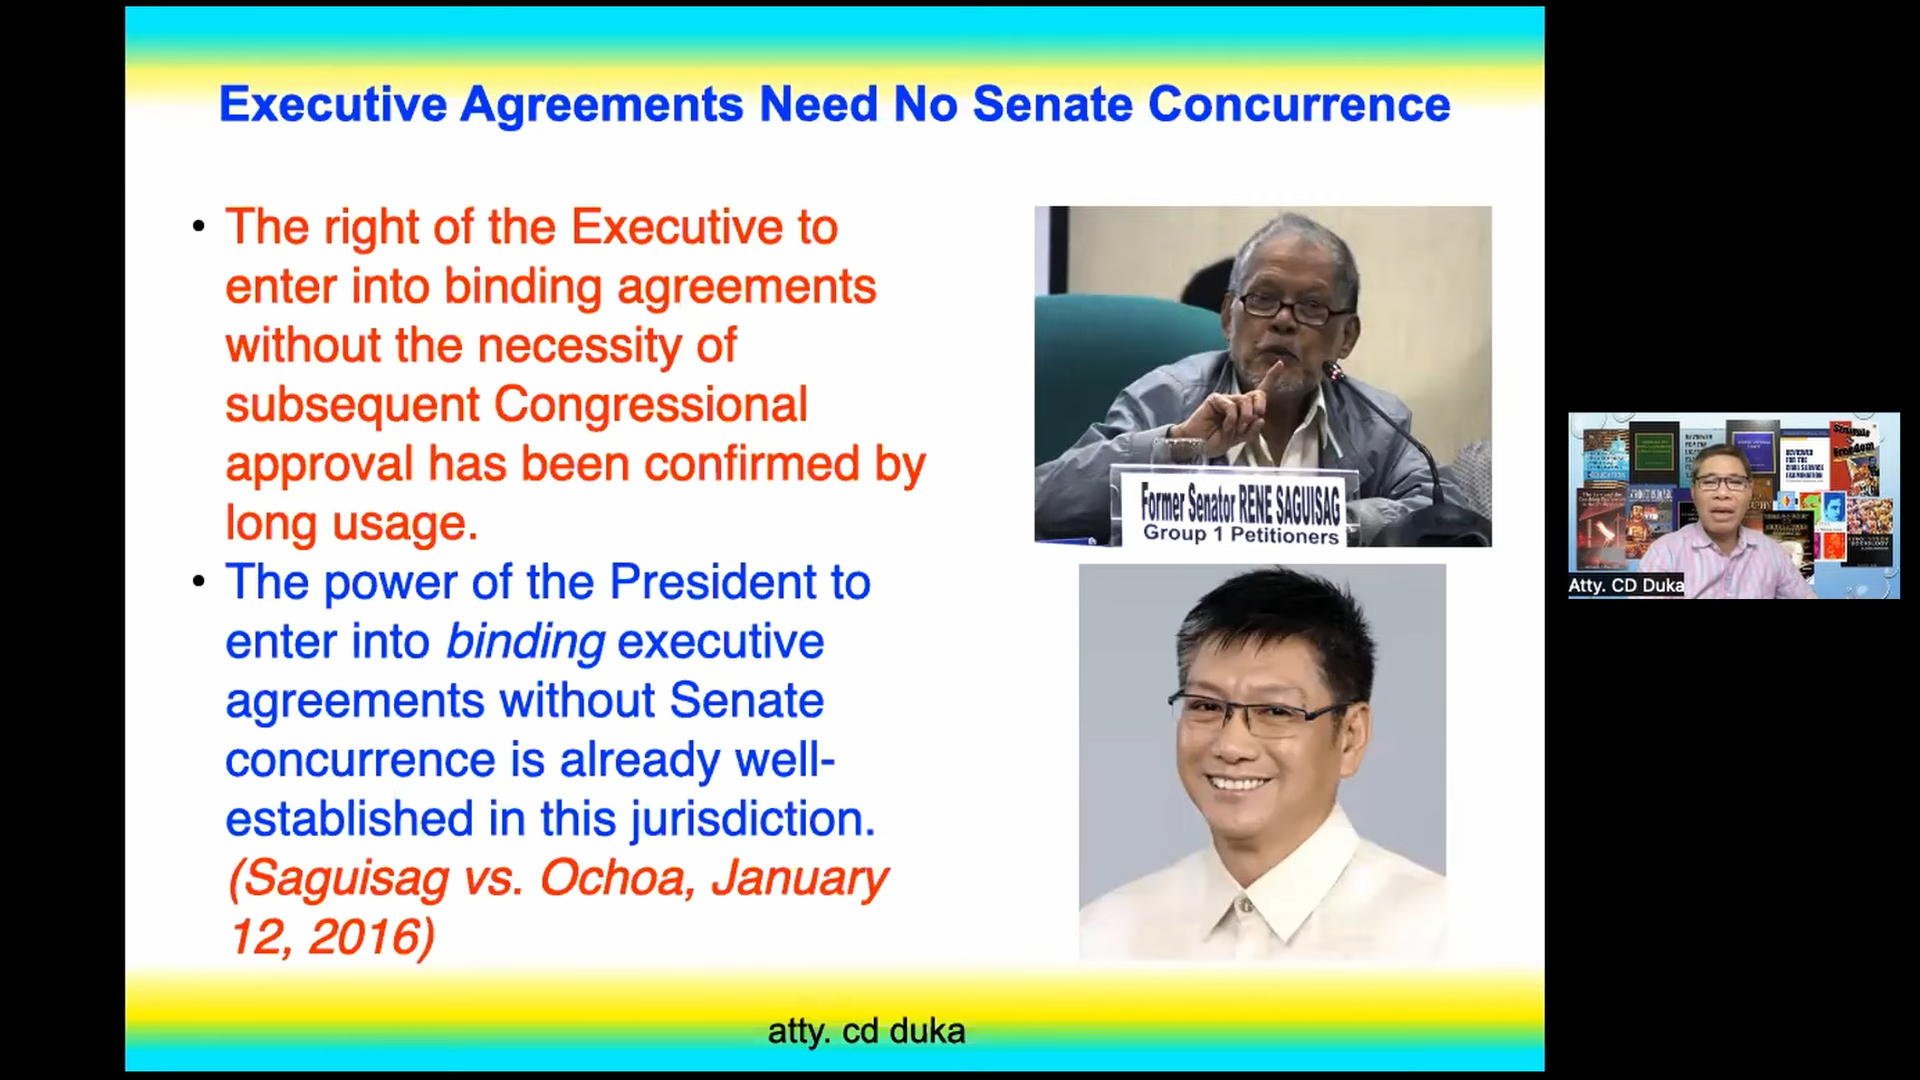 Executive Agreements Need No Senate Concurrence
• The right of the Executive to
enter into binding agreements
without the necessity of
subsequent Congressional
approval has been confirmed by
long usage.
• The power of the President to
enter into binding executive
agreements without Senate
concurrence is already well-
established in this jurisdiction.
(Saguisag vs. Ochoa, January
12, 2016)
Former Senator RENE SAGUISAG
Group 1 Petitioners
atty. cd duka
Atty. CD Duka